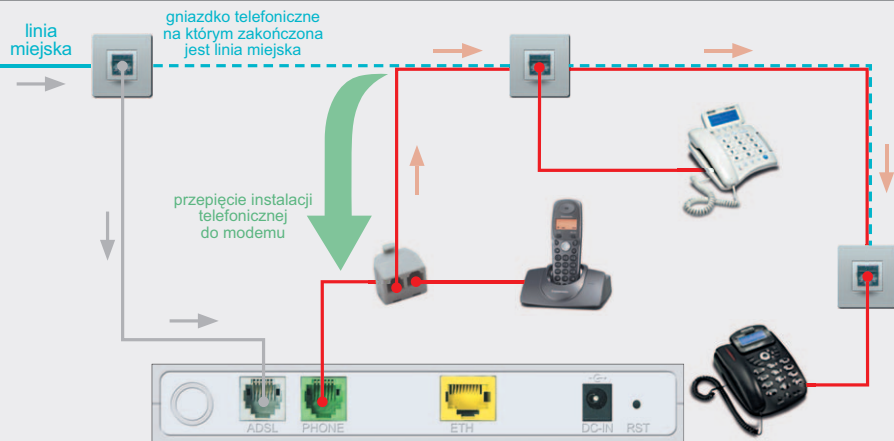 linia
miejska
gniazdko telefoniczne
na którym zakończona
jest linia miejska
przepięcie instalacji
telefonicznej
do modemu
ADSL
PHONE
ETH
DC-IN
RST